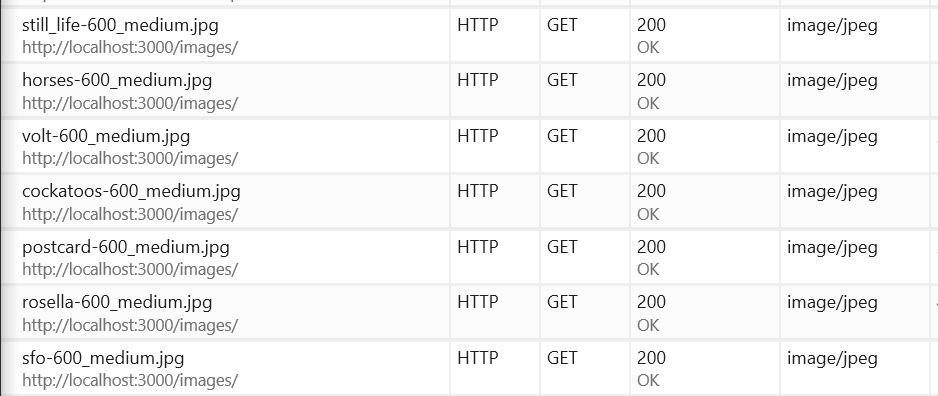 still_life-600_medium.jpg HTTP GET 200 image/jpeg
http://localhost:3000/images/ OK
horses-600_medium.jpg HTTP GET 200 image/jpeg
http://localhost:3000/images/ OK
volt-600_medium.jpg HTTP GET 200 image/jpeg
http://localhost:3000/images/ OK
cockatoos-600_medium.jpg HTTP GET 200 image/jpeg
http://localhost:3000/images/ OK
postcard-600_medium.jpg HTTP GET 200 image/jpeg
http://localhost:3000/images/ OK
rosella-600_medium.jpg HTTP GET 200 image/jpeg
http://localhost:3000/images/ OK
sfo-600_medium.jpg HTTP GET 200 image/jpeg
http://localhost:3000/images/ OK